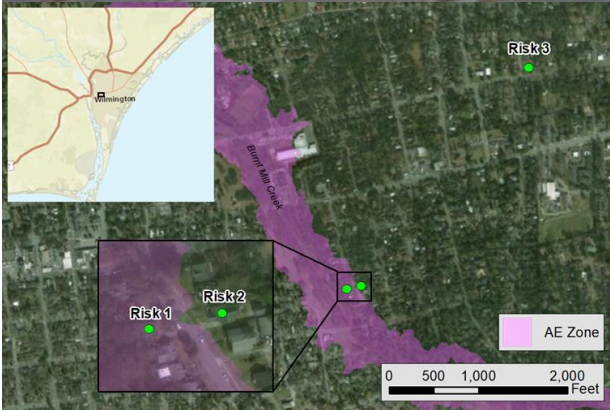 Risk 3
Wilmington
Burnt Mill Creek
Risk 1
Risk 2
AE Zone
0 500 1,000 2,000
Feet